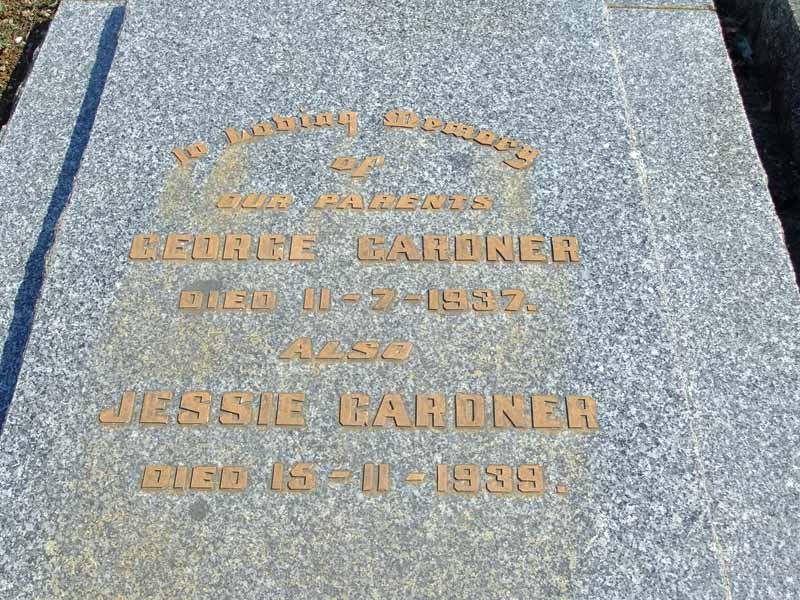 In Loving Memory
of
OUR PARENTS
GEORGE GARDNER
DIED 11-7-1937.
ALSO
JESSIE GARDNER
DIED 15-11-1939.